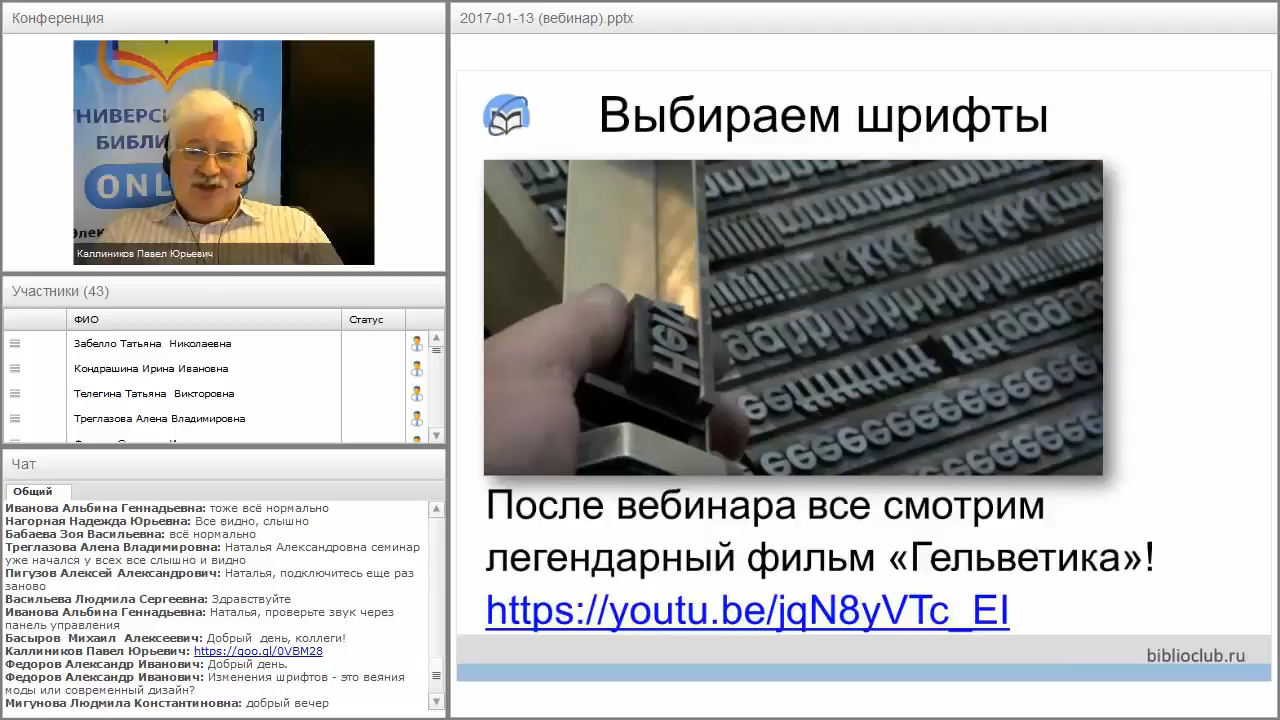 Конференция
УНИВЕРСИ
БИБЛИ
ONL
Каллиников Павел Юрьевич
Участники (43)
ФИО
Статус
Забелло Татьяна Николаевна
Кондрашина Ирина Ивановна
Телегина Татьяна Викторовна
Треглазова Алена Владимировна
Чат
Общий
Иванова Альбина Геннадьевна: тоже всё нормально
Нагорная Надежда Юрьевна: Все видно, слышно
Бабаева Зоя Васильевна: всё нормально
Треглазова Алена Владимировна: Наталья Александровна семинар
уже начался у всех все слышно и видно
Пигузов Алексей Александрович: Наталья, подключитесь еще раз
заново
Васильева Людмила Сергеевна: Здравствуйте
Иванова Альбина Геннадьевна: Наталья, проверьте звук через
панель управления
Басыров Михаил Алексеевич: Добрый день, коллеги!
Каллиников Павел Юрьевич: https://goo.gl/0VBM28
Федоров Александр Иванович: Добрый день.
Федоров Александр Иванович: Изменения шрифтов - это веяния
моды или современный дизайн?
Мигунова Людмила Константиновна: добрый вечер
2017-01-13 (вебинар).pptx
Выбираем шрифты
Hel
После вебинара все смотрим
легендарный фильм «Гельветика»!
https://youtu.be/jqN8yVTc_EI
biblioclub.ru